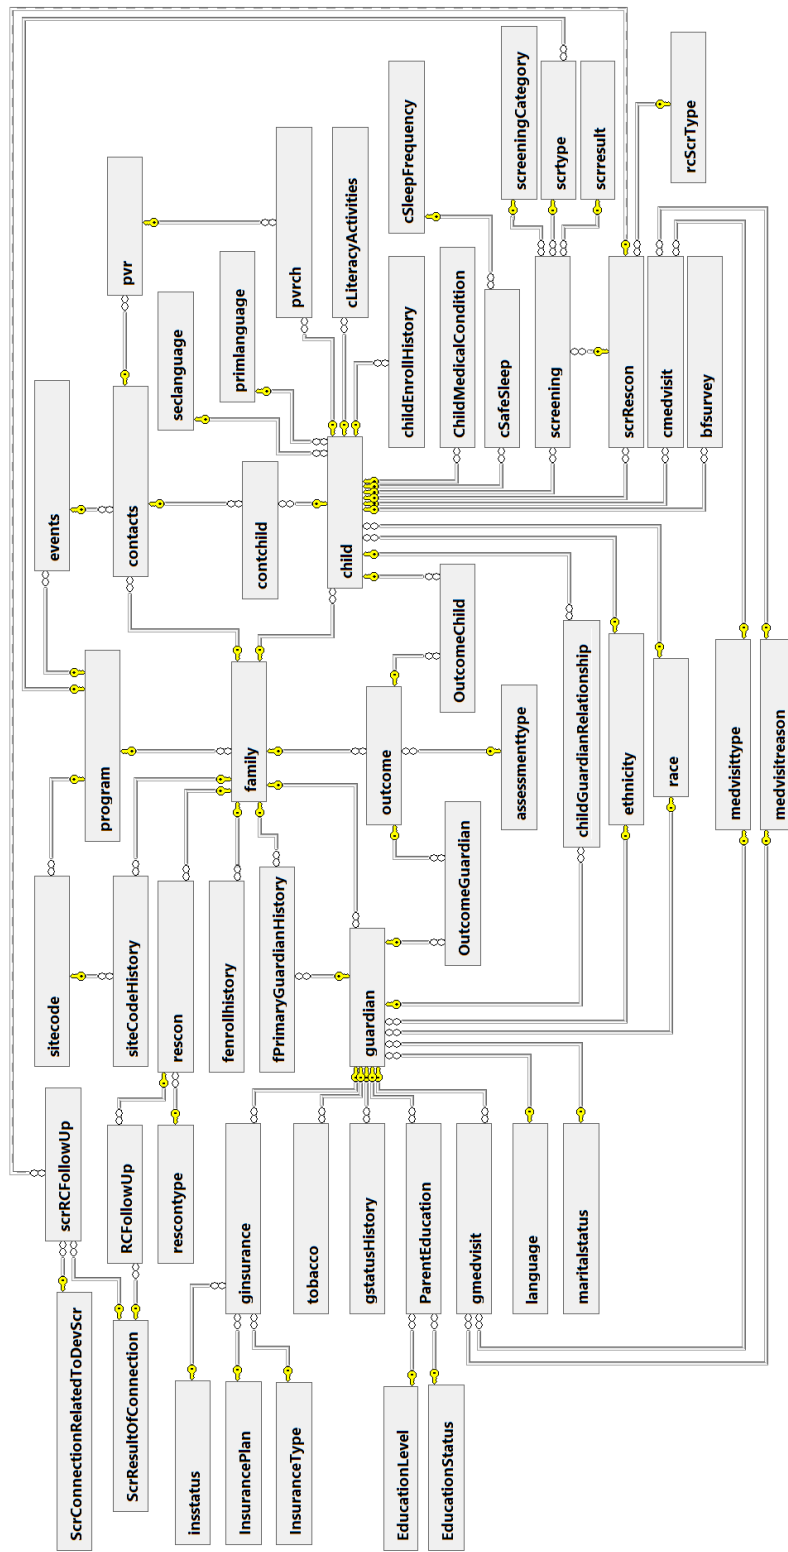 ScrConnectionRelatedToDevScr
ScrResultOfConnection
insstatus
InsurancePlan
InsuranceType
EducationLevel
EducationStatus
scrRCFollowUp
RCFollowUp
rescontype
ginsurance
tobacco
gstatusHistory
ParentEducation
gmedvisit
language
maritalstatus
sitecode
siteCodeHistory
rescon
fenrollhistory
fPrimaryGuardianHistory
guardian
program
family
outcome
OutcomeGuardian
assessmenttype
childGuardianRelationship
ethnicity
race
medvisittype
medvisitreason
events
contacts
contchild
child
OutcomeChild
pvr
seclanguage
primlanguage
pvrch
cLiteracyActivities
childEnrollHistory
ChildMedicalCondition
cSafeSleep
cSleepFrequency
screening
scrRescon
cmedvisit
bfsurvey
screeningCategory
scrtype
scrresult
rcScrType